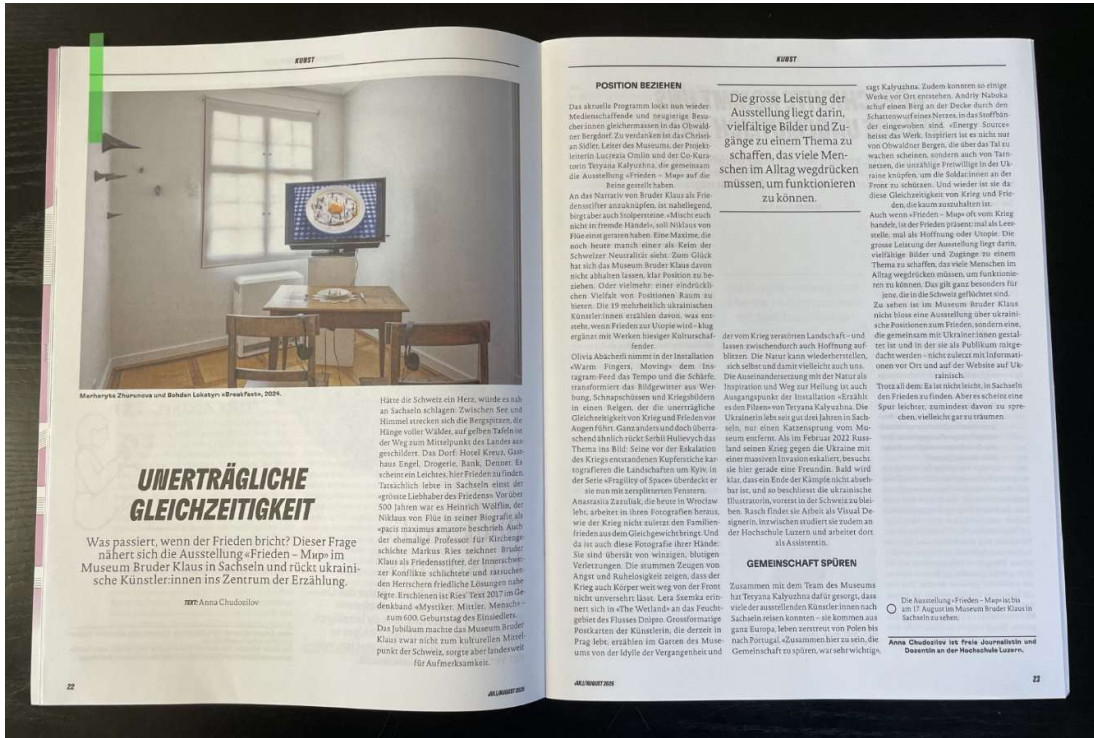 KUNST
Marharyta Zhurunova und Bohdan Lokatyr: «Breakfast», 2024.
UNERTRÄGLICHE
GLEICHZEITIGKEIT
Was passiert, wenn der Frieden bricht? Dieser Frage
nähert sich die Ausstellung «Frieden – Мир» im
Museum Bruder Klaus in Sachseln und rückt ukraini-
sche Künstler:innen ins Zentrum der Erzählung.
TEXT: Anna Chudozilov
Hätte die Schweiz ein Herz, würde es nah
an Sachseln schlagen: Zwischen See und
Himmel strecken sich die Bergspitzen, die
Hänge voller Wälder, auf gelben Tafeln ist
der Weg zum Mittelpunkt des Landes aus-
geschildert. Das Dorf: Hotel Kreuz, Gast-
haus Engel, Drogerie, Bank, Denner. Es
scheint ein Leichtes, hier Frieden zu finden.
Tatsächlich lebte in Sachseln einst der
«grösste Liebhaber des Friedens». Vor über
500 Jahren war es Heinrich Wölflin, der
Niklaus von Flüe in seiner Biografie als
«pacis maximus amator» beschrieb. Auch
der ehemalige Professor für Kirchenge-
schichte Markus Ries zeichnet Bruder
Klaus als Friedensstifter, der Innerschwei-
zer Konflikte schlichtete und ratsuchen-
den Herrschern friedliche Lösungen nahe
legte. Erschienen ist Ries' Text 2017 im Ge-
denkband «Mystiker. Mittler. Mensch» –
zum 600. Geburtstag des Einsiedlers.
Das Jubiläum machte das Museum Bruder
Klaus zwar nicht zum kulturellen Mittel-
punkt der Schweiz, sorgte aber landesweit
für Aufmerksamkeit.
22
JULI/AUGUST 2025
KUNST
POSITION BEZIEHEN
Das aktuelle Programm lockt nun wieder
Medienschaffende und neugierige Besu-
cher:innen gleichermassen in das Obwald-
ner Bergdorf. Zu verdanken ist das Christi-
an Sidler, Leiter des Museums, der Projekt-
leiterin Lucrezia Omlin und der Co-Kura-
torin Tetyana Kalyuzhna, die gemeinsam
die Ausstellung «Frieden – Мир» auf die
Beine gestellt haben.
An das Narrativ von Bruder Klaus als Frie-
densstifter anzuknüpfen, ist naheliegend,
birgt aber auch Stolpersteine. «Mischt euch
nicht in fremde Händel», soll Niklaus von
Flüe einst geraten haben. Eine Maxime, die
noch heute manch einer als Keim der
Schweizer Neutralität sieht. Zum Glück
hat sich das Museum Bruder Klaus davon
nicht abhalten lassen, klar Position zu be-
ziehen. Oder vielmehr: einer eindrückli-
chen Vielfalt von Positionen Raum zu
bieten. Die 19 mehrheitlich ukrainischen
Künstler:innen erzählen davon, was ent-
steht, wenn Frieden zur Utopie wird – klug
ergänzt mit Werken hiesiger Kulturschaf-
fender.
Olivia Abächerli nimmt in der Installation
«Warm Fingers, Moving» dem Ins-
tagram-Feed das Tempo und die Schärfe,
transformiert das Bildgewitter aus Wer-
bung, Schnapschüssen und Kriegsbildern
in einen Reigen, der die unerträgliche
Gleichzeitigkeit von Krieg und Frieden vor
Augen führt. Ganz anders und doch überra-
schend ähnlich rückt Serhii Hulievych das
Thema ins Bild: Seine vor der Eskalation
des Kriegs entstandenen Kupferstiche kar-
tografieren die Landschaften um Kyiv, in
der Serie «Fragility of Space» überdeckt er
sie nun mit zersplitterten Fenstern.
Anastasiia Zazuliak, die heute in Wrocław
lebt, arbeitet in ihren Fotografien heraus,
wie der Krieg nicht zuletzt den Familien-
frieden aus dem Gleichgewicht bringt. Und
da ist auch diese Fotografie ihrer Hände:
Sie sind übersät von winzigen, blutigen
Verletzungen. Die stummen Zeugen von
Angst und Ruhelosigkeit zeigen, dass der
Krieg auch Körper weit weg von der Front
nicht unversehrt lässt. Lera Sxemka erin-
nert sich in «The Wetland» an das Feucht-
gebiet des Flusses Dnipro. Grossformatige
Postkarten der Künstlerin, die derzeit in
Prag lebt, erzählen im Garten des Muse-
ums von der Idylle der Vergangenheit und
Die grosse Leistung der
Ausstellung liegt darin,
vielfältige Bilder und Zu-
gänge zu einem Thema zu
schaffen, das viele Men-
schen im Alltag wegdrücken
müssen, um funktionieren
zu können.
der vom Krieg zerstörten Landschaft – und
lassen zwischendurch auch Hoffnung auf-
blitzen. Die Natur kann wiederherstellen,
sich selbst und damit vielleicht auch uns.
Die Auseinandersetzung mit der Natur als
Inspiration und Weg zur Heilung ist auch
Ausgangspunkt der Installation «Erzählt
es den Pilzen» von Tetyana Kalyuzhna. Die
Ukrainerin lebt seit gut drei Jahren in Sach-
seln, nur einen Katzensprung vom Mu-
seum entfernt. Als im Februar 2022 Russ-
land seinen Krieg gegen die Ukraine mit
einer massiven Invasion eskaliert, besucht
sie hier gerade eine Freundin. Bald wird
klar, dass ein Ende der Kämpfe nicht abseh-
bar ist, und so beschliesst die ukrainische
Illustratorin, vorerst in der Schweiz zu blei-
ben. Rasch findet sie Arbeit als Visual De-
signerin, inzwischen studiert sie zudem an
der Hochschule Luzern und arbeitet dort
als Assistentin.
GEMEINSCHAFT SPÜREN
Zusammen mit dem Team des Museums
hat Tetyana Kalyuzhna dafür gesorgt, dass
viele der ausstellenden Künstler:innen nach
Sachseln reisen konnten – sie kommen aus
ganz Europa, leben zerstreut von Polen bis
nach Portugal. «Zusammen hier zu sein, die
Gemeinschaft zu spüren, war sehr wichtig»,
sagt Kalyuzhna. Zudem konnten so einige
Werke vor Ort entstehen. Andriy Nabuka
schuf einen Berg an der Decke durch den
Schattenwurf eines Netzes, in das Stoffbän-
der eingewoben sind. «Energy Source»
heisst das Werk. Inspiriert ist es nicht nur
von Obwaldner Bergen, die über das Tal zu
wachen scheinen, sondern auch von Tarn-
netzen, die unzählige Freiwillige in der Uk-
raine knüpfen, um die Soldat:innen an der
Front zu schützen. Und wieder ist sie da:
diese Gleichzeitigkeit von Krieg und Frie-
den, die kaum auszuhalten ist.
Auch wenn «Frieden – Мир» oft vom Krieg
handelt, ist der Frieden präsent: mal als Leer-
stelle, mal als Hoffnung oder Utopie. Die
grosse Leistung der Ausstellung liegt darin,
vielfältige Bilder und Zugänge zu einem
Thema zu schaffen, das viele Menschen im
Alltag wegdrücken müssen, um funktionie-
ren zu können. Das gilt ganz besonders für
jene, die in die Schweiz geflüchtet sind.
Zu sehen ist im Museum Bruder Klaus
nicht bloss eine Ausstellung über ukraini-
sche Positionen zum Frieden, sondern eine,
die gemeinsam mit Ukrainer:innen gestal-
tet ist und in der sie als Publikum mitge-
dacht werden – nicht zuletzt mit Informati-
onen vor Ort und auf der Website auf Uk-
rainisch.
Trotz all dem: Es ist nicht leicht, in Sachseln
den Frieden zu finden. Aber es scheint eine
Spur leichter, zumindest davon zu spre-
chen, vielleicht gar zu träumen.
Die Ausstellung «Frieden – Мир» ist bis
am 17. August im Museum Bruder Klaus in
Sachseln zu sehen.
Anna Chudozilov ist freie Journalistin und
Dozentin an der Hochschule Luzern.
JULI/AUGUST 2025
23